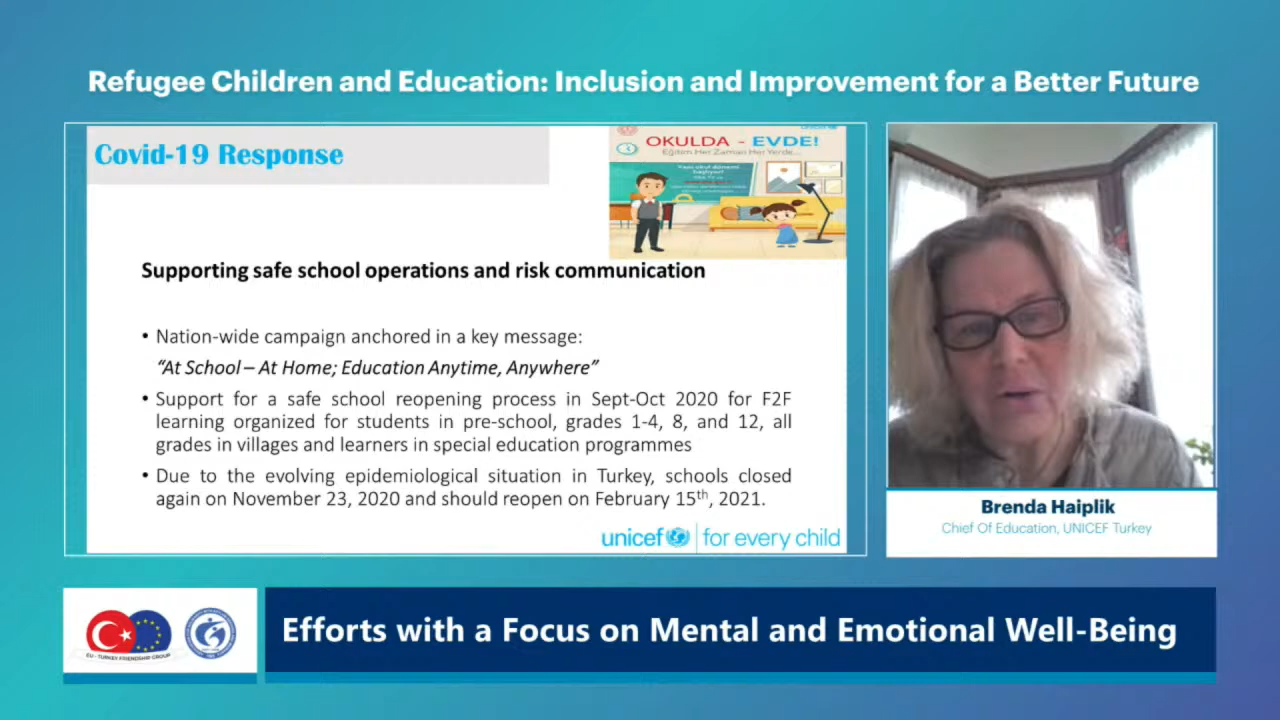 Refugee Children and Education: Inclusion and Improvement for a Better Future
Covid-19 Response
OKULDA - EVDE!
Eğitim Her Zaman Her Yerde...
Yeni okul dönemi
başlıyor!
Supporting safe school operations and risk communication
• Nation-wide campaign anchored in a key message:
“At School – At Home; Education Anytime, Anywhere”
• Support for a safe school reopening process in Sept-Oct 2020 for F2F
learning organized for students in pre-school, grades 1-4, 8, and 12, all
grades in villages and learners in special education programmes
• Due to the evolving epidemiological situation in Turkey, schools closed
again on November 23, 2020 and should reopen on February 15th, 2021.
unicef for every child
Brenda Haiplik
Chief Of Education, UNICEF Turkey
EU - TURKEY FRIENDSHIP GROUP
Efforts with a Focus on Mental and Emotional Well-Being